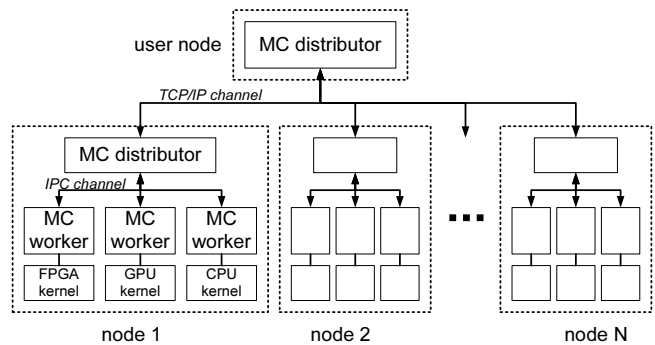 user node
MC distributor
TCP/IP channel
MC distributor
IPC channel
MC
worker
MC
worker
MC
worker
FPGA
kernel
GPU
kernel
CPU
kernel
node 1
node 2
node N